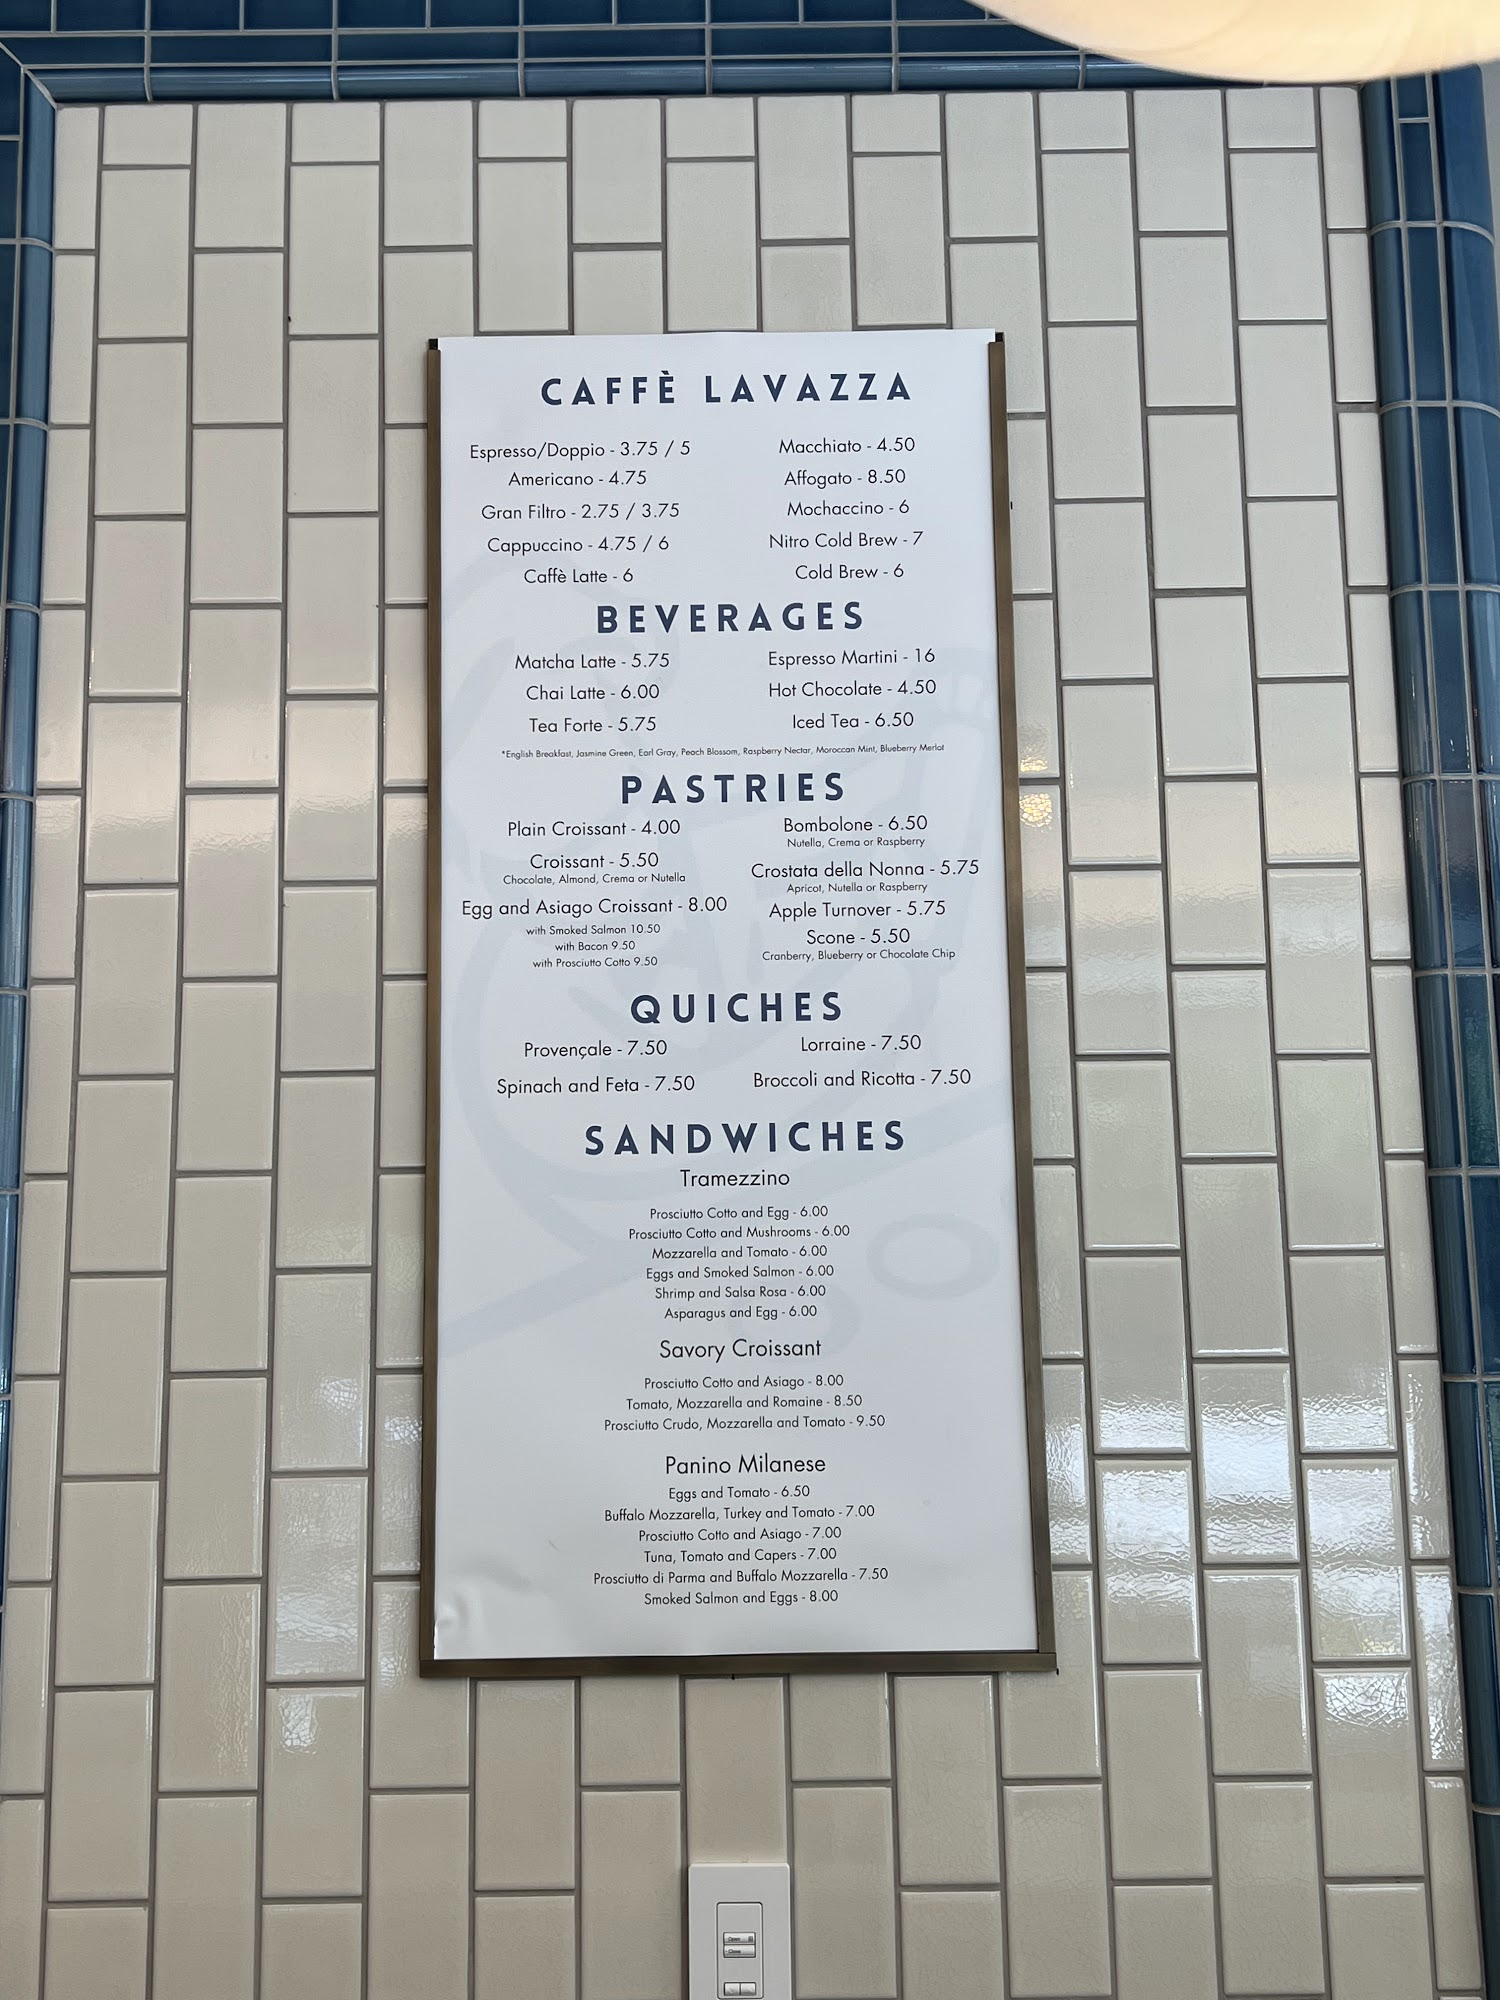 CAFFÈ LAVAZZA
Espresso/Doppio - 3.75 / 5
Americano - 4.75
Gran Filtro - 2.75 / 3.75
Cappuccino - 4.75 / 6
Caffè Latte - 6
Macchiato - 4.50
Affogato - 8.50
Mochaccino - 6
Nitro Cold Brew - 7
Cold Brew - 6
BEVERAGES
Matcha Latte - 5.75
Chai Latte - 6.00
Tea Forte - 5.75
Espresso Martini - 16
Hot Chocolate - 4.50
Iced Tea - 6.50
*English Breakfast, Jasmine Green, Earl Gray, Peach Blossom, Raspberry Nectar, Moroccan Mint, Blueberry Merlot
PASTRIES
Plain Croissant - 4.00
Croissant - 5.50
Chocolate, Almond, Crema or Nutella
Egg and Asiago Croissant - 8.00
with Smoked Salmon 10.50
with Bacon 9.50
with Prosciutto Cotto 9.50
Bombolone - 6.50
Nutella, Crema or Raspberry
Crostata della Nonna - 5.75
Apricot, Nutella or Raspberry
Apple Turnover - 5.75
Scone - 5.50
Cranberry, Blueberry or Chocolate Chip
QUICHES
Provençale - 7.50
Spinach and Feta - 7.50
Lorraine - 7.50
Broccoli and Ricotta - 7.50
SANDWICHES
Tramezzino
Prosciutto Cotto and Egg - 6.00
Prosciutto Cotto and Mushrooms - 6.00
Mozzarella and Tomato - 6.00
Eggs and Smoked Salmon - 6.00
Shrimp and Salsa Rosa - 6.00
Asparagus and Egg - 6.00
Savory Croissant
Prosciutto Cotto and Asiago - 8.00
Tomato, Mozzarella and Romaine - 8.50
Prosciutto Crudo, Mozzarella and Tomato - 9.50
Panino Milanese
Eggs and Tomato - 6.50
Buffalo Mozzarella, Turkey and Tomato - 7.00
Prosciutto Cotto and Asiago - 7.00
Tuna, Tomato and Capers - 7.00
Prosciutto di Parma and Buffalo Mozzarella - 7.50
Smoked Salmon and Eggs - 8.00
Open
Close